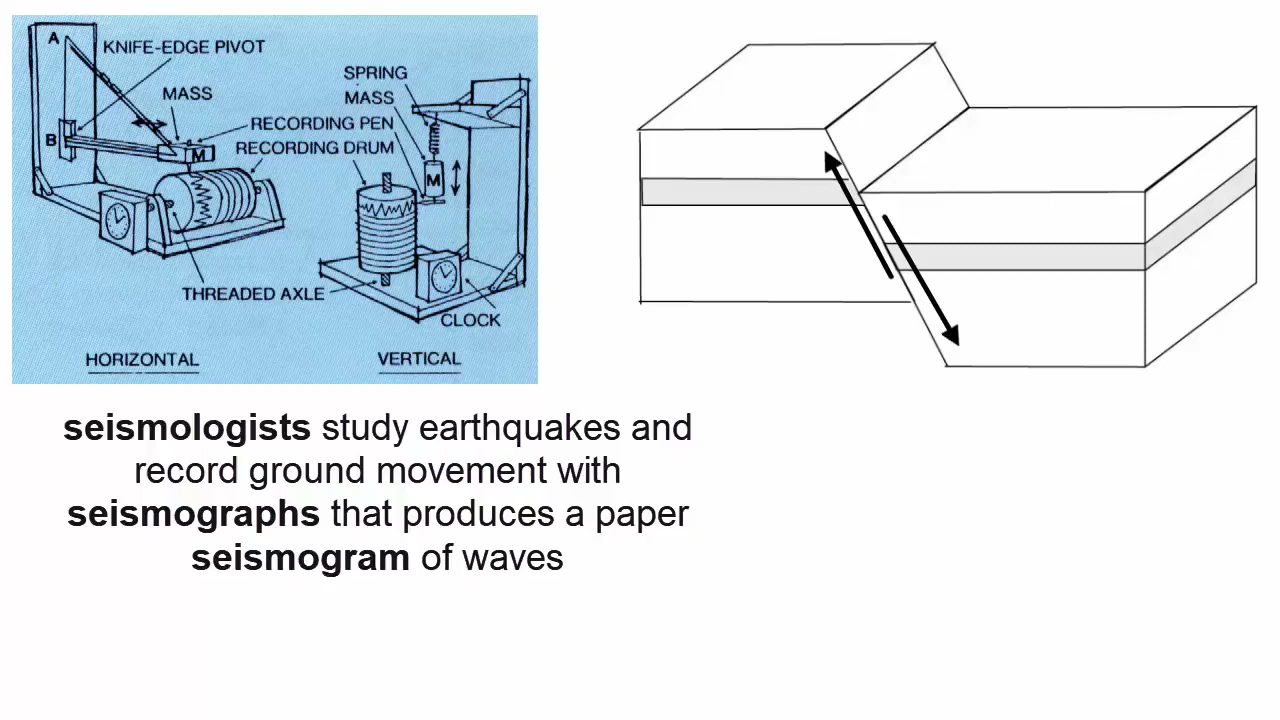 A
KNIFE-EDGE PIVOT
MASS
B
RECORDING PEN
RECORDING DRUM
M
SPRING
MASS
M
THREADED AXLE
CLOCK
HORIZONTAL
VERTICAL
seismologists study earthquakes and
record ground movement with
seismographs that produces a paper
seismogram of waves